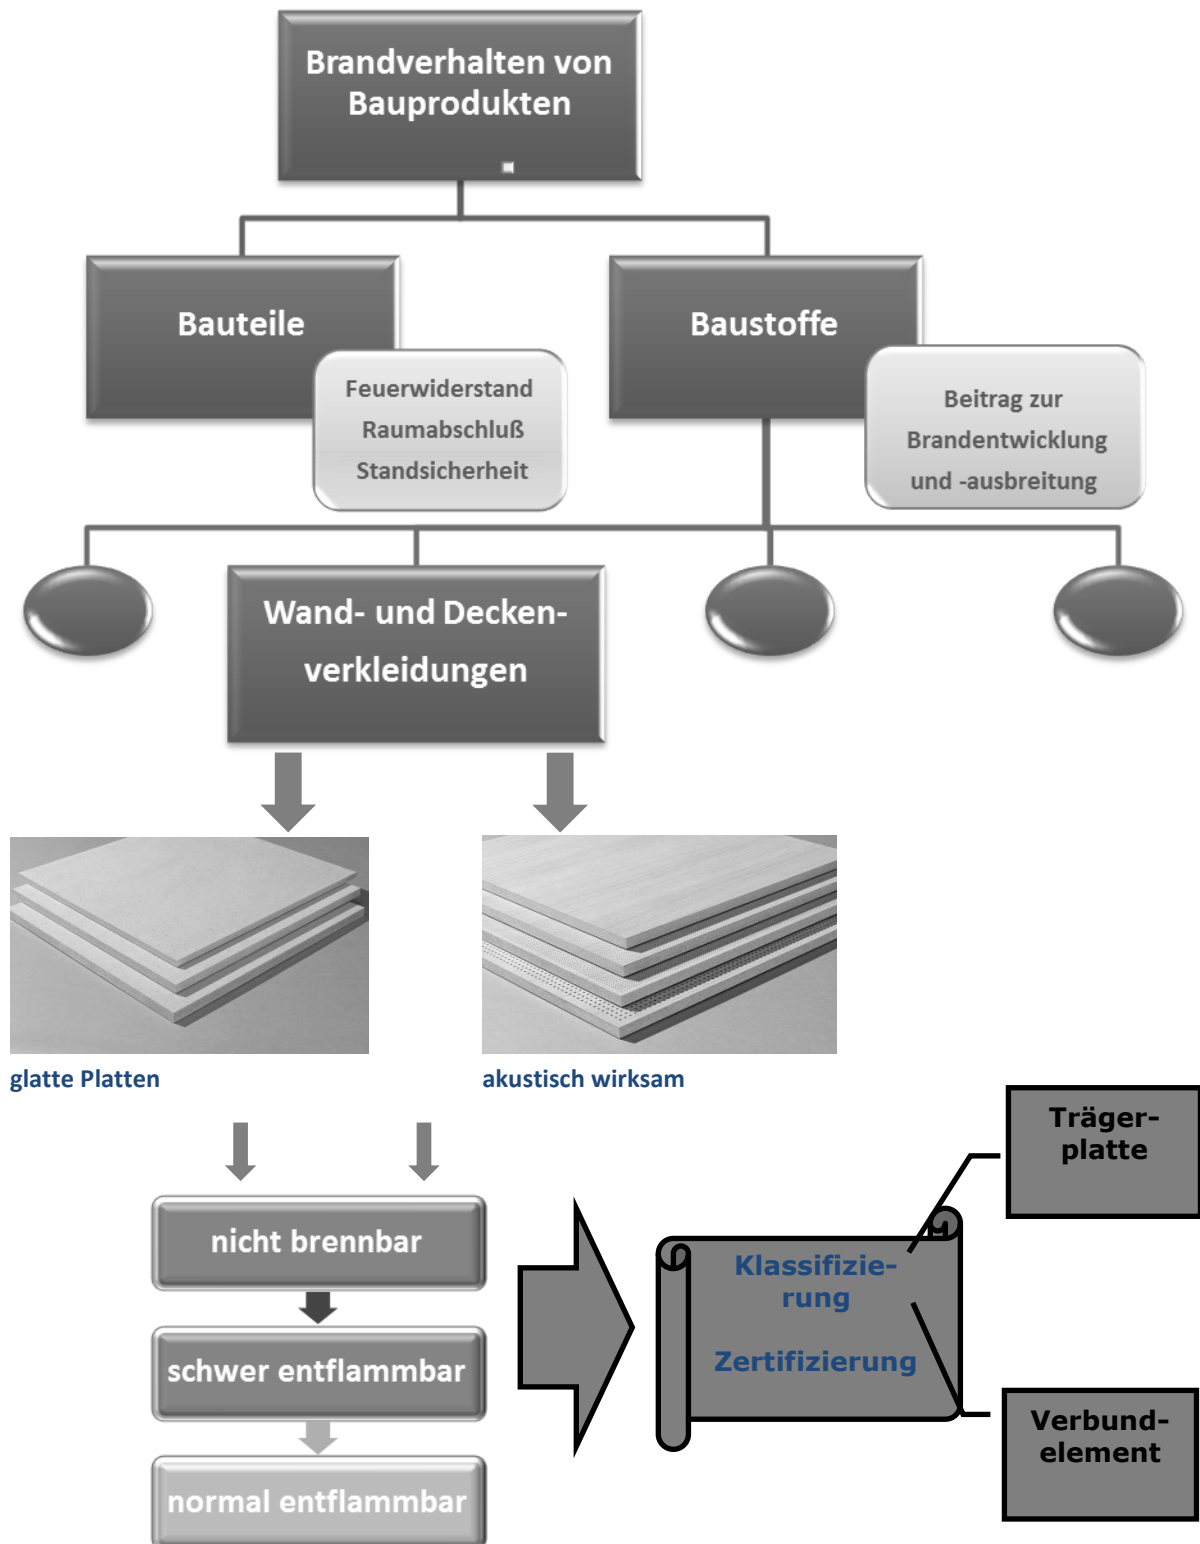 Brandverhalten von
Bauprodukten
Bauteile
Baustoffe
Feuerwiderstand
Raumabschluß
Standsicherheit
Beitrag zur
Brandentwicklung
und -ausbreitung
Wand- und Decken-
verkleidungen
glatte Platten
akustisch wirksam
Träger-
platte
nicht brennbar
Klassifizie-
rung
Zertifizierung
schwer entflammbar
Verbund-
element
normal entflammbar